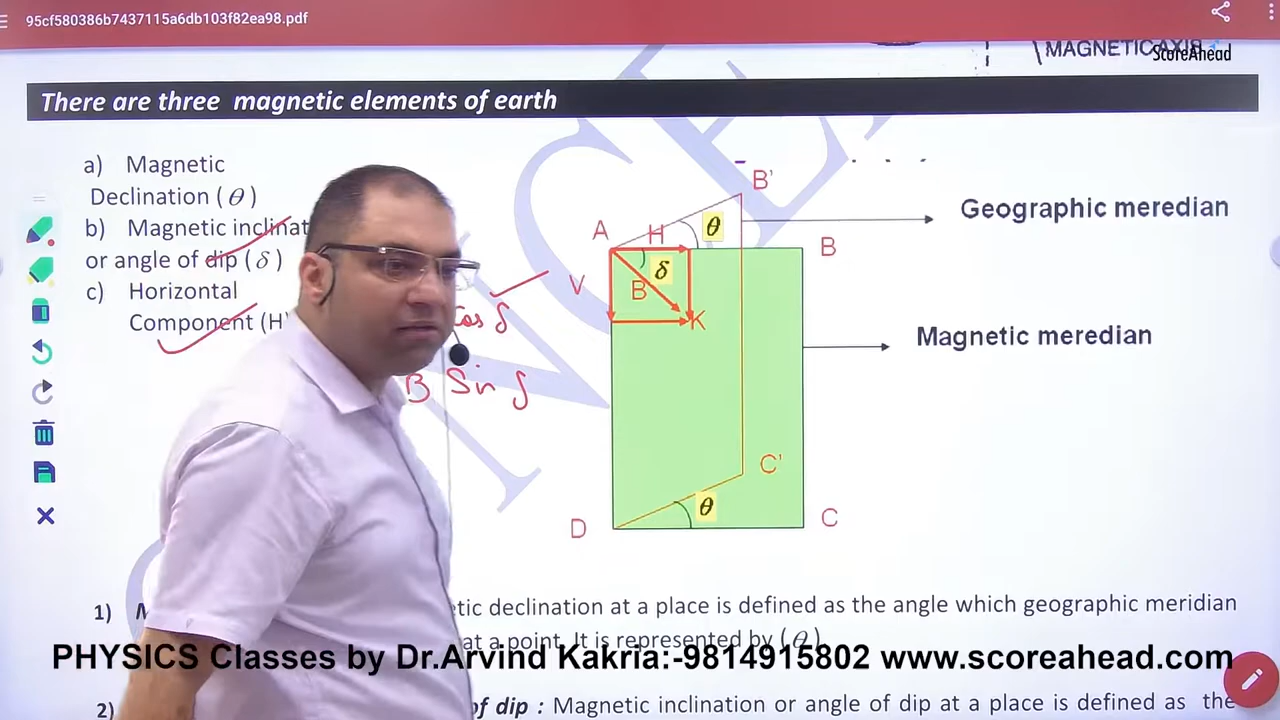 95cf580386b7437115a6db103f82ea98.pdf
MAGNETIC AXIS
ScoreAhead
There are three magnetic elements of earth
a) Magnetic
Declination ( θ )
b) Magnetic inclinat
or angle of dip ( δ )
c) Horizontal
Component (H)
Cos δ
B Sin δ
B'
A
H
θ
B
V
δ
B
K
C'
θ
D
C
Geographic meredian
Magnetic meredian
1) M
etic declination at a place is defined as the angle which geographic meridian
at a point. It is represented by ( θ )
PHYSICS Classes by Dr.Arvind Kakria:-9814915802 www.scoreahead.com
2)
of dip : Magnetic inclination or angle of dip at a place is defined as the